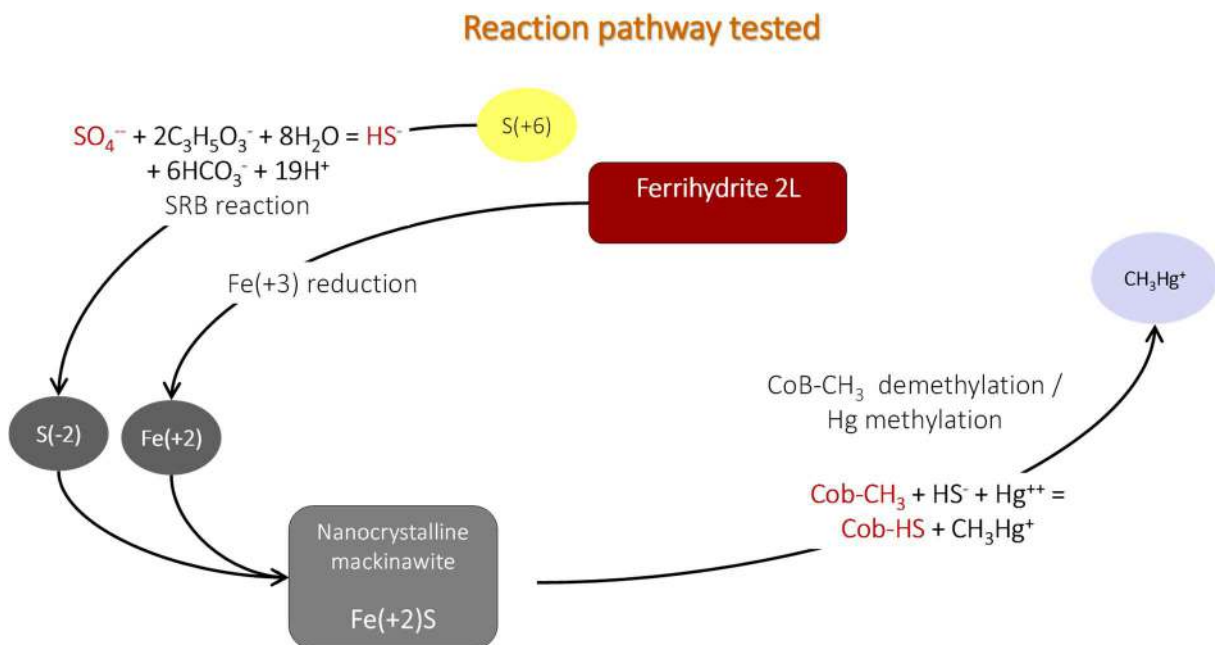 Reaction pathway tested
S(+6)
SO₄⁻⁻ + 2C₃H₅O₃⁻ + 8H₂O = HS⁻
+ 6HCO₃⁻ + 19H⁺
SRB reaction
Ferrihydrite 2L
Fe(+3) reduction
CH₃Hg⁺
CoB-CH₃ demethylation /
Hg methylation
S(-2)
Fe(+2)
Cob-CH₃ + HS⁻ + Hg⁺⁺ =
Cob-HS + CH₃Hg⁺
Nanocrystalline
mackinawite
Fe(+2)S